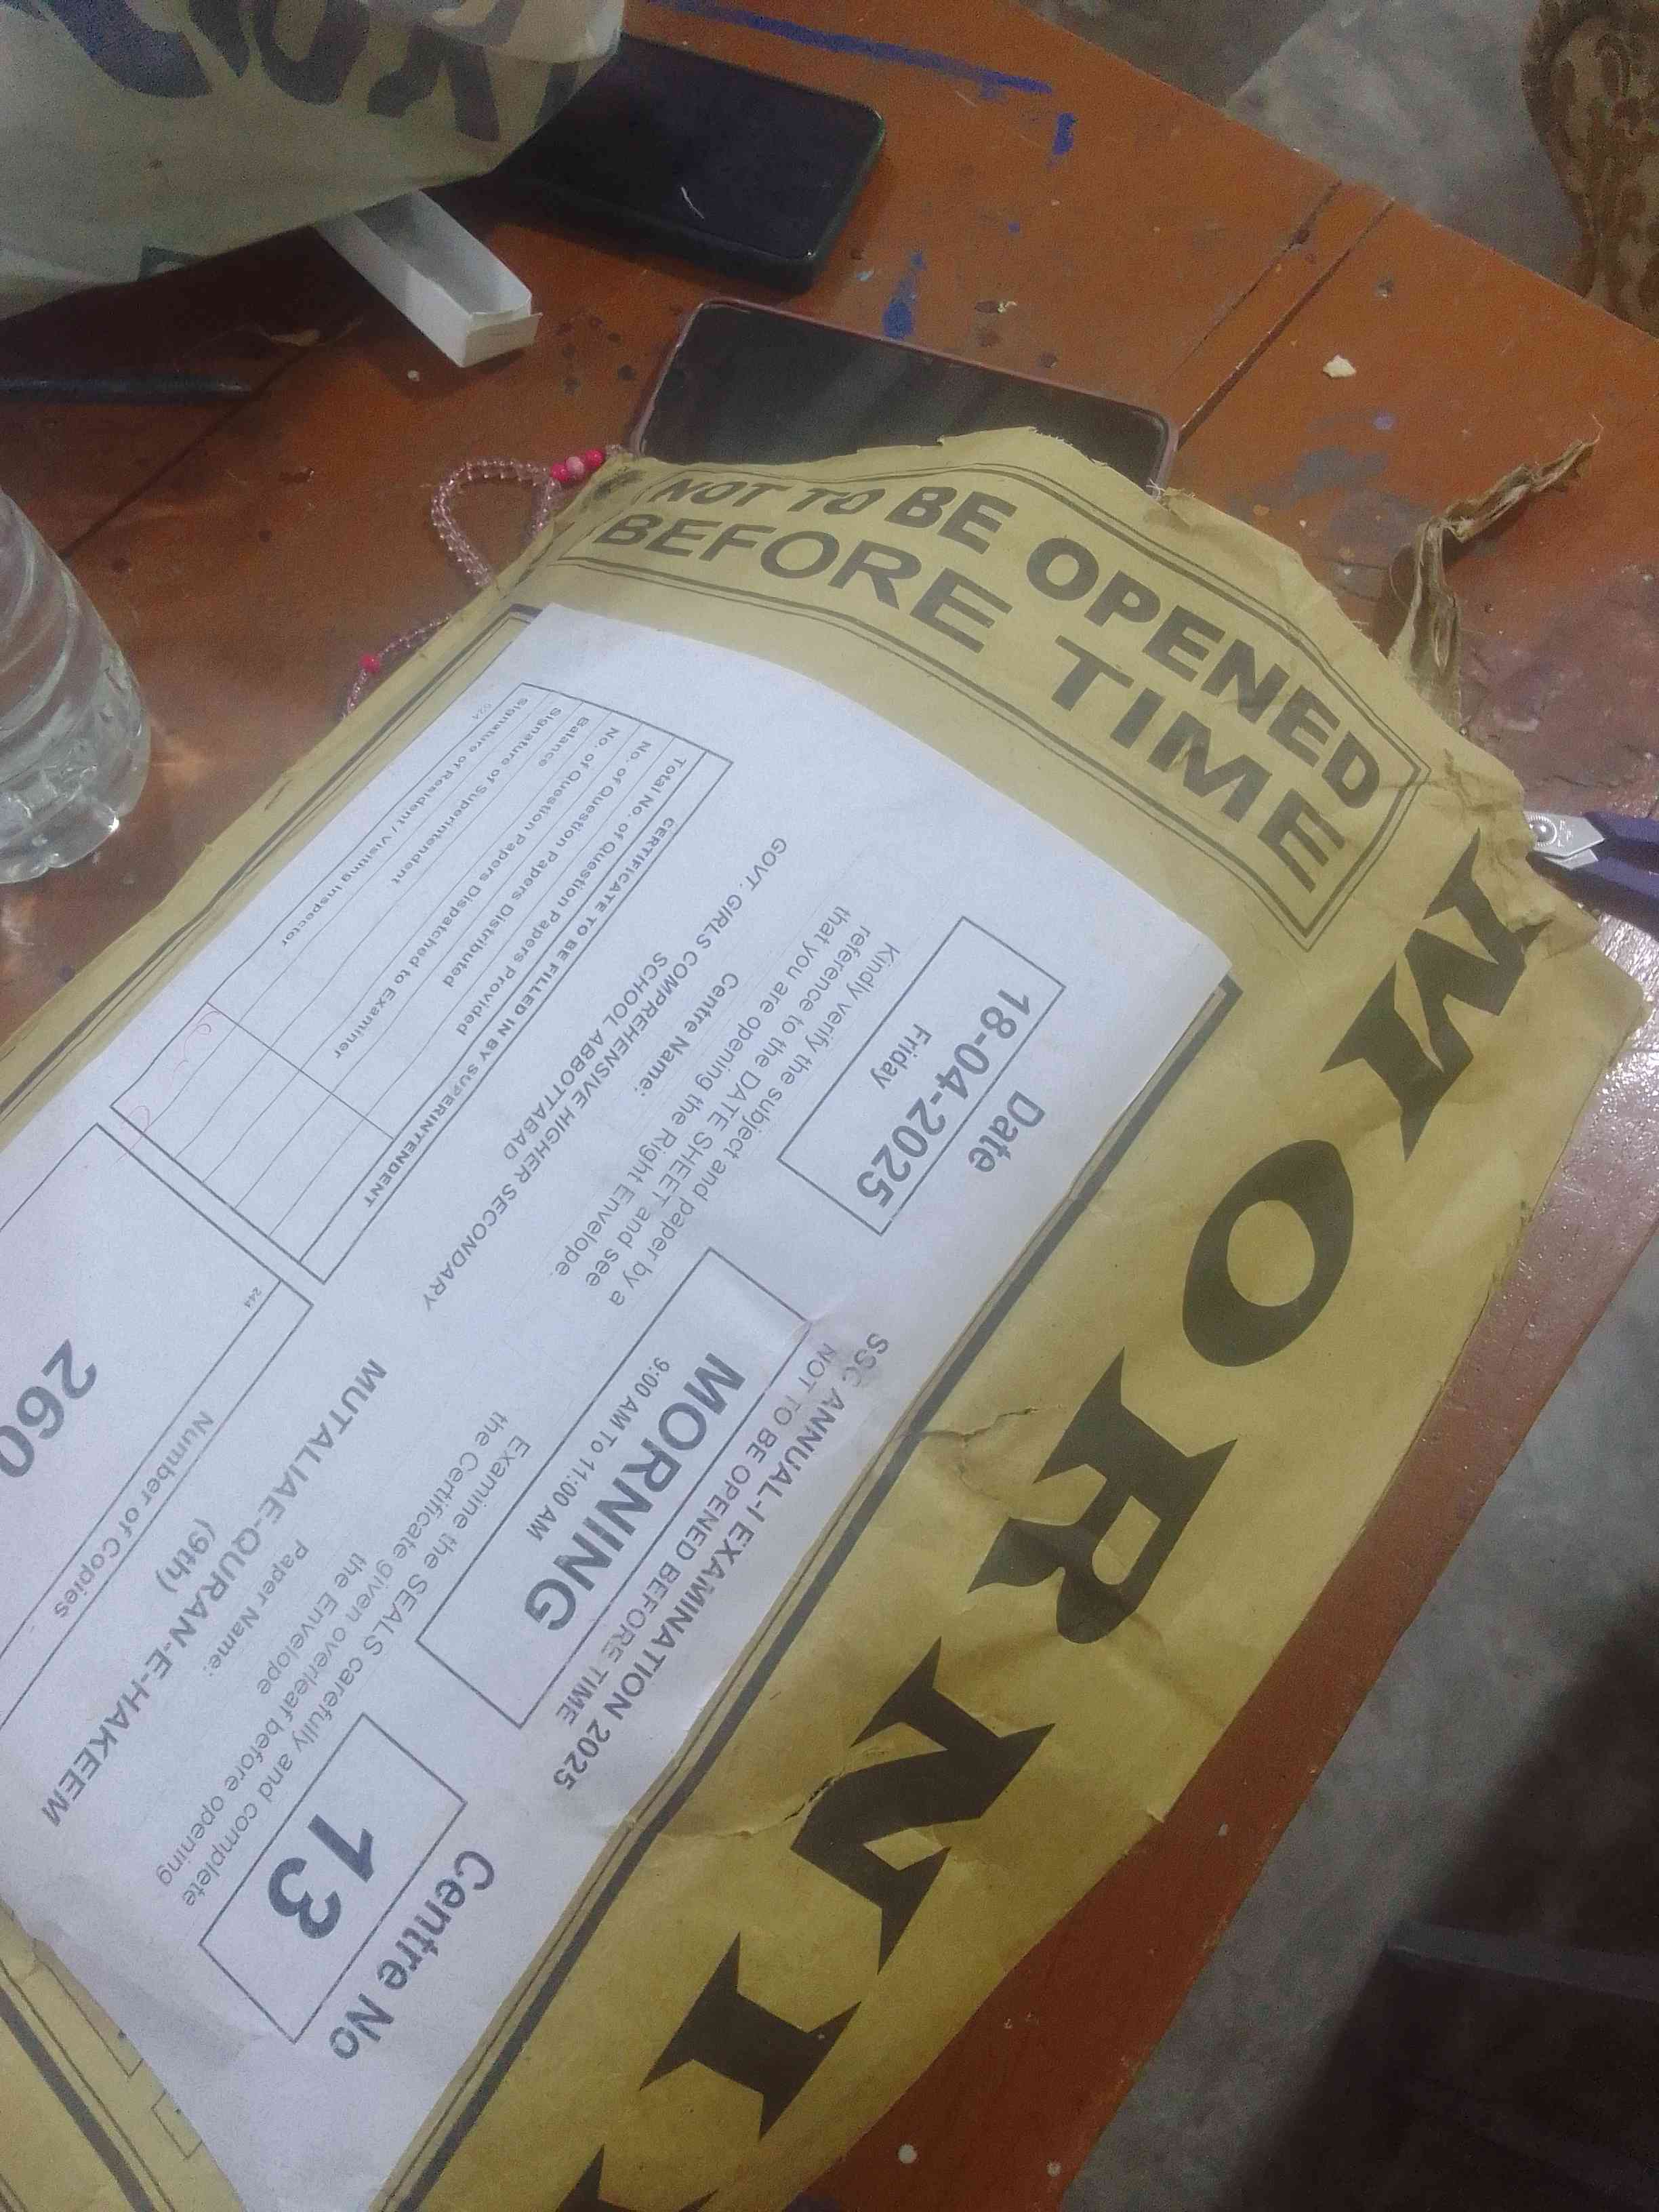 NOT TO BE OPENED
BEFORE TIME
MORNIN
SSC ANNUAL-I EXAMINATION 2025
NOT TO BE OPENED BEFORE TIME
Date
18-04-2025
Friday
MORNING
9:00 AM To 11:00 AM
Centre No
13
Kindly verify the subject and paper by a
reference to the DATE SHEET and see
that you are opening the Right Envelope.
Examine the SEALS carefully and complete
the Certificate given overleaf before opening
the Envelope
Centre Name:
GOVT. GIRLS COMPREHENSIVE HIGHER SECONDARY
SCHOOL ABBOTTABAD
Paper Name:
MUTALIAE-QURAN-E-HAKEEM
(9th)
CERTIFICATE TO BE FILLED IN BY SUPERINTENDENT
Total No. of Question Papers Provided
No. of Question Papers Distributed
No. of Question Papers Dispatched to Examiner
Balance
Signature of Superintendent
Signature of Resident / Visiting Inspector
Number of Copies
260
244